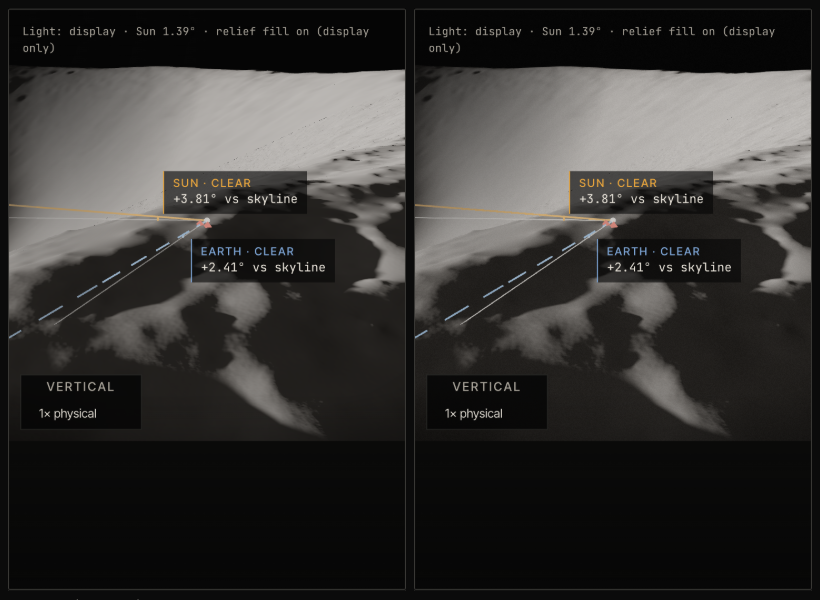 Light: display · Sun 1.39° · relief fill on (display
only)
SUN · CLEAR
+3.81° vs skyline
EARTH · CLEAR
+2.41° vs skyline
VERTICAL
1× physical
Light: display · Sun 1.39° · relief fill on (display
only)
SUN · CLEAR
+3.81° vs skyline
EARTH · CLEAR
+2.41° vs skyline
VERTICAL
1× physical